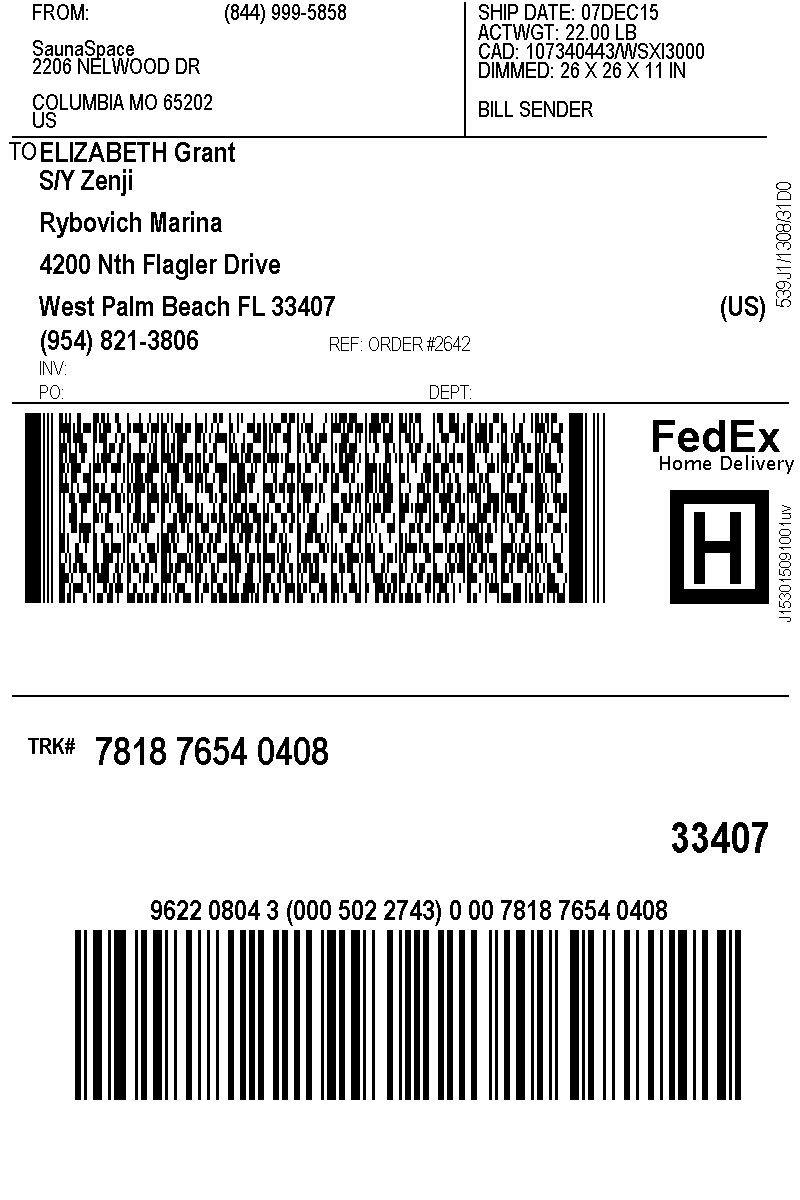 FROM: (844) 999-5858
SaunaSpace
2206 NELWOOD DR
COLUMBIA MO 65202
US
SHIP DATE: 07DEC15
ACTWGT: 22.00 LB
CAD: 107340443/WSXI3000
DIMMED: 26 X 26 X 11 IN
BILL SENDER
TO ELIZABETH Grant
S/Y Zenji
Rybovich Marina
4200 Nth Flagler Drive
West Palm Beach FL 33407 (US)
(954) 821-3806 REF: ORDER #2642
INV:
PO: DEPT:
539J1/1308/31D0
FedEx
Home Delivery
H
J153015091001uv
TRK# 7818 7654 0408
33407
9622 0804 3 (000 502 2743) 0 00 7818 7654 0408